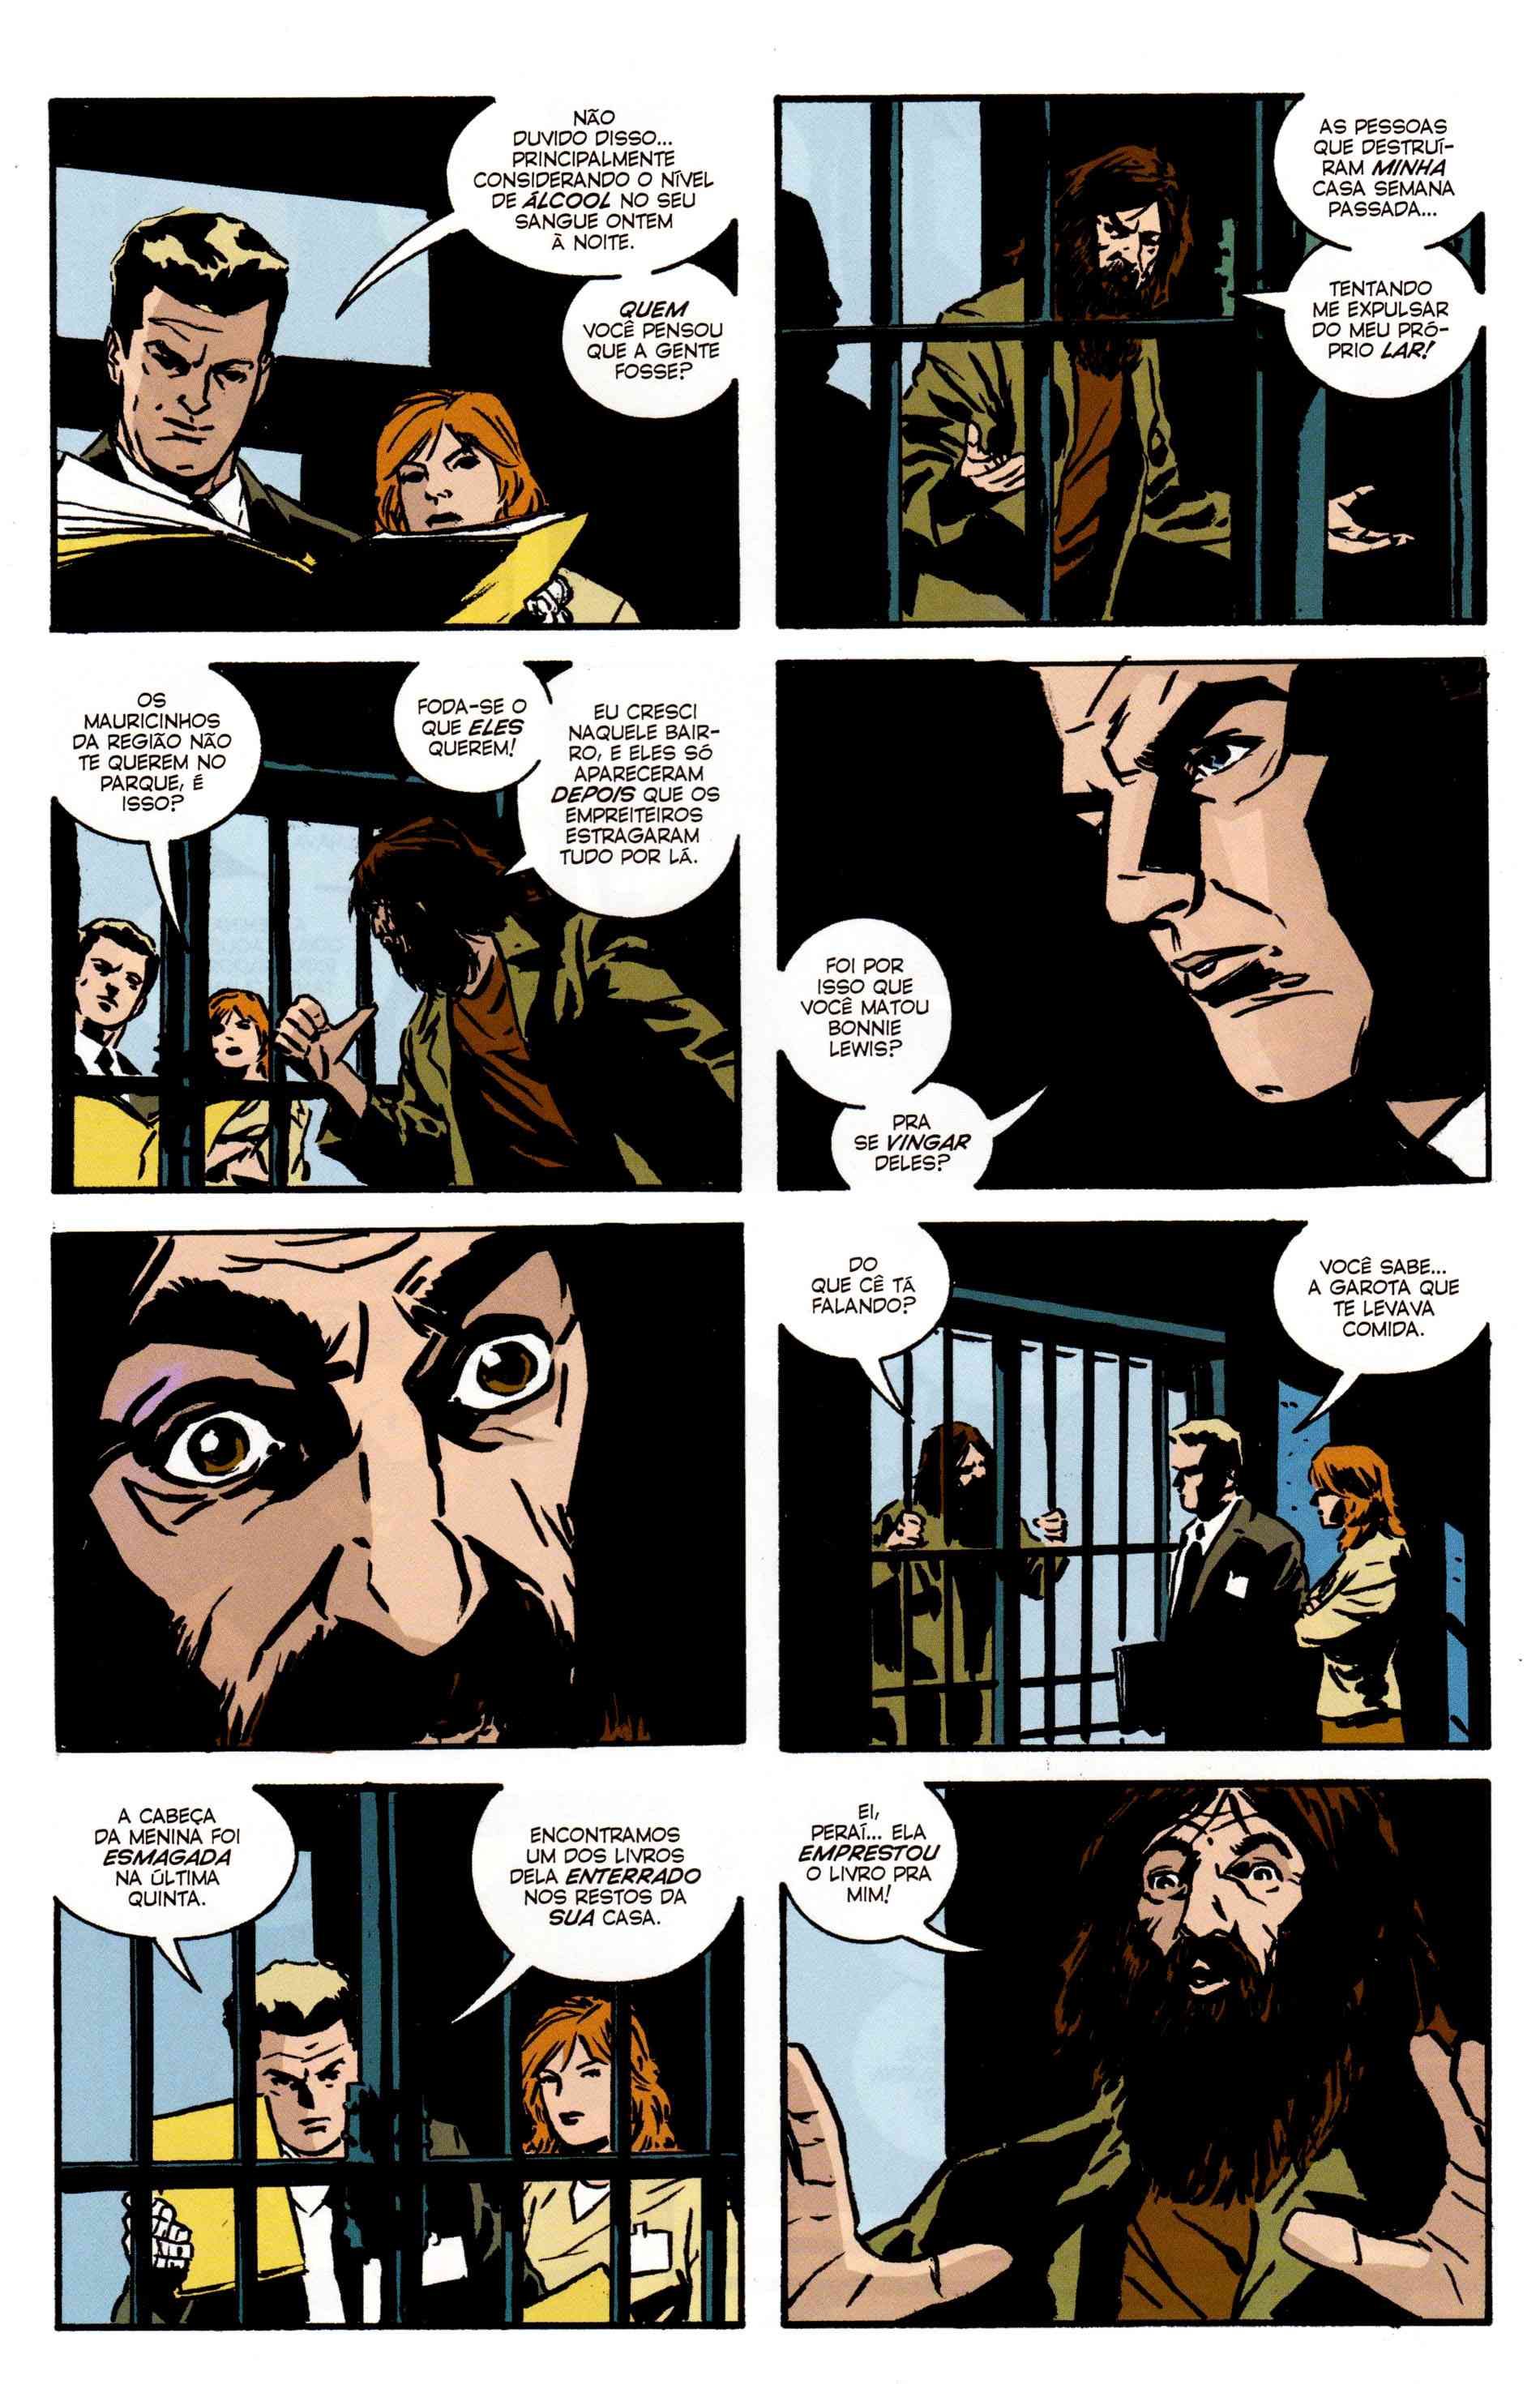 NÃO
DUVIDO DISSO...
PRINCIPALMENTE
CONSIDERANDO O NÍVEL
DE ÁLCOOL NO SEU
SANGUE ONTEM
À NOITE.
QUEM
VOCÊ PENSOU
QUE A GENTE
FOSSE?
AS PESSOAS
QUE DESTRUÍ-
RAM MINHA
CASA SEMANA
PASSADA...
TENTANDO
ME EXPULSAR
DO MEU PRÓ-
PRIO LAR!
OS
MAURICINHOS
DA REGIÃO NÃO
TE QUEREM NO
PARQUE, É
ISSO?
FODA-SE O
QUE ELES
QUEREM!
EU CRESCI
NAQUELE BAIR-
RO, E ELES SÓ
APARECERAM
DEPOIS QUE OS
EMPREITEIROS
ESTRAGARAM
TUDO POR LÁ.
FOI POR
ISSO QUE
VOCÊ MATOU
BONNIE
LEWIS?
PRA
SE VINGAR
DELES?
DO
QUE CÊ TÁ
FALANDO?
VOCÊ SABE...
A GAROTA QUE
TE LEVAVA
COMIDA.
A CABEÇA
DA MENINA FOI
ESMAGADA
NA ÚLTIMA
QUINTA.
ENCONTRAMOS
UM DOS LIVROS
DELA ENTERRADO
NOS RESTOS DA
SUA CASA.
EI,
PERAÍ... ELA
EMPRESTOU
O LIVRO PRA
MIM!